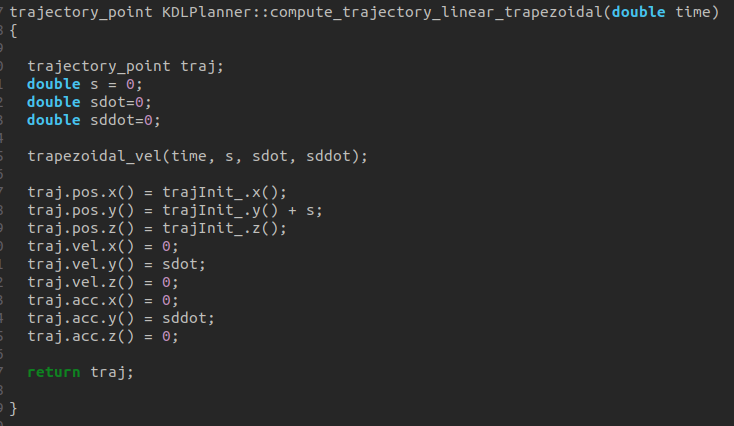 trajectory_point KDLPlanner::compute_trajectory_linear_trapezoidal(double time)
{
trajectory_point traj;
double s = 0;
double sdot=0;
double sddot=0;
trapezoidal_vel(time, s, sdot, sddot);
traj.pos.x() = trajInit_.x();
traj.pos.y() = trajInit_.y() + s;
traj.pos.z() = trajInit_.z();
traj.vel.x() = 0;
traj.vel.y() = sdot;
traj.vel.z() = 0;
traj.acc.x() = 0;
traj.acc.y() = sddot;
traj.acc.z() = 0;
return traj;
}